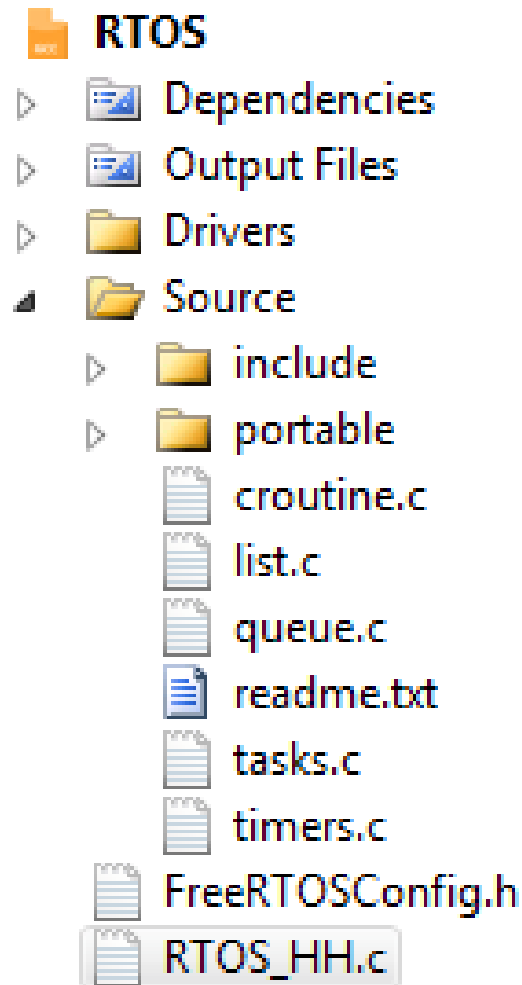 RTOS
Dependencies
Output Files
Drivers
Source
include
portable
croutine.c
list.c
queue.c
readme.txt
tasks.c
timers.c
FreeRTOSConfig.h
RTOS_HH.c